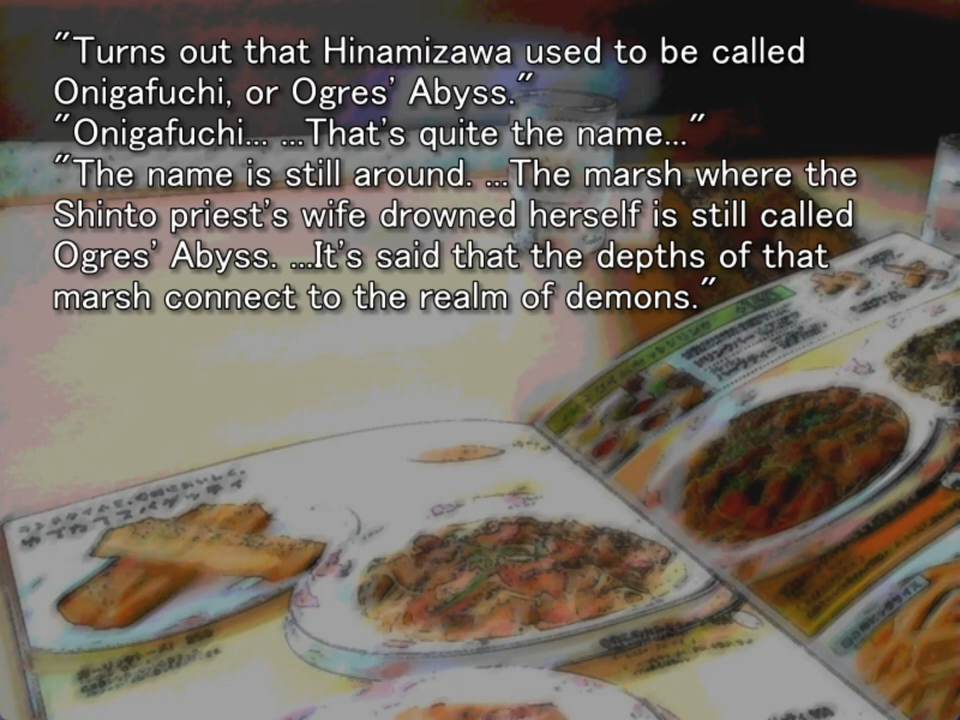 "Turns out that Hinamizawa used to be called
Onigafuchi, or Ogres' Abyss."
"Onigafuchi... ...That's quite the name..."
"The name is still around. ...The marsh where the
Shinto priest's wife drowned herself is still called
Ogres' Abyss. ...It's said that the depths of that
marsh connect to the realm of demons."